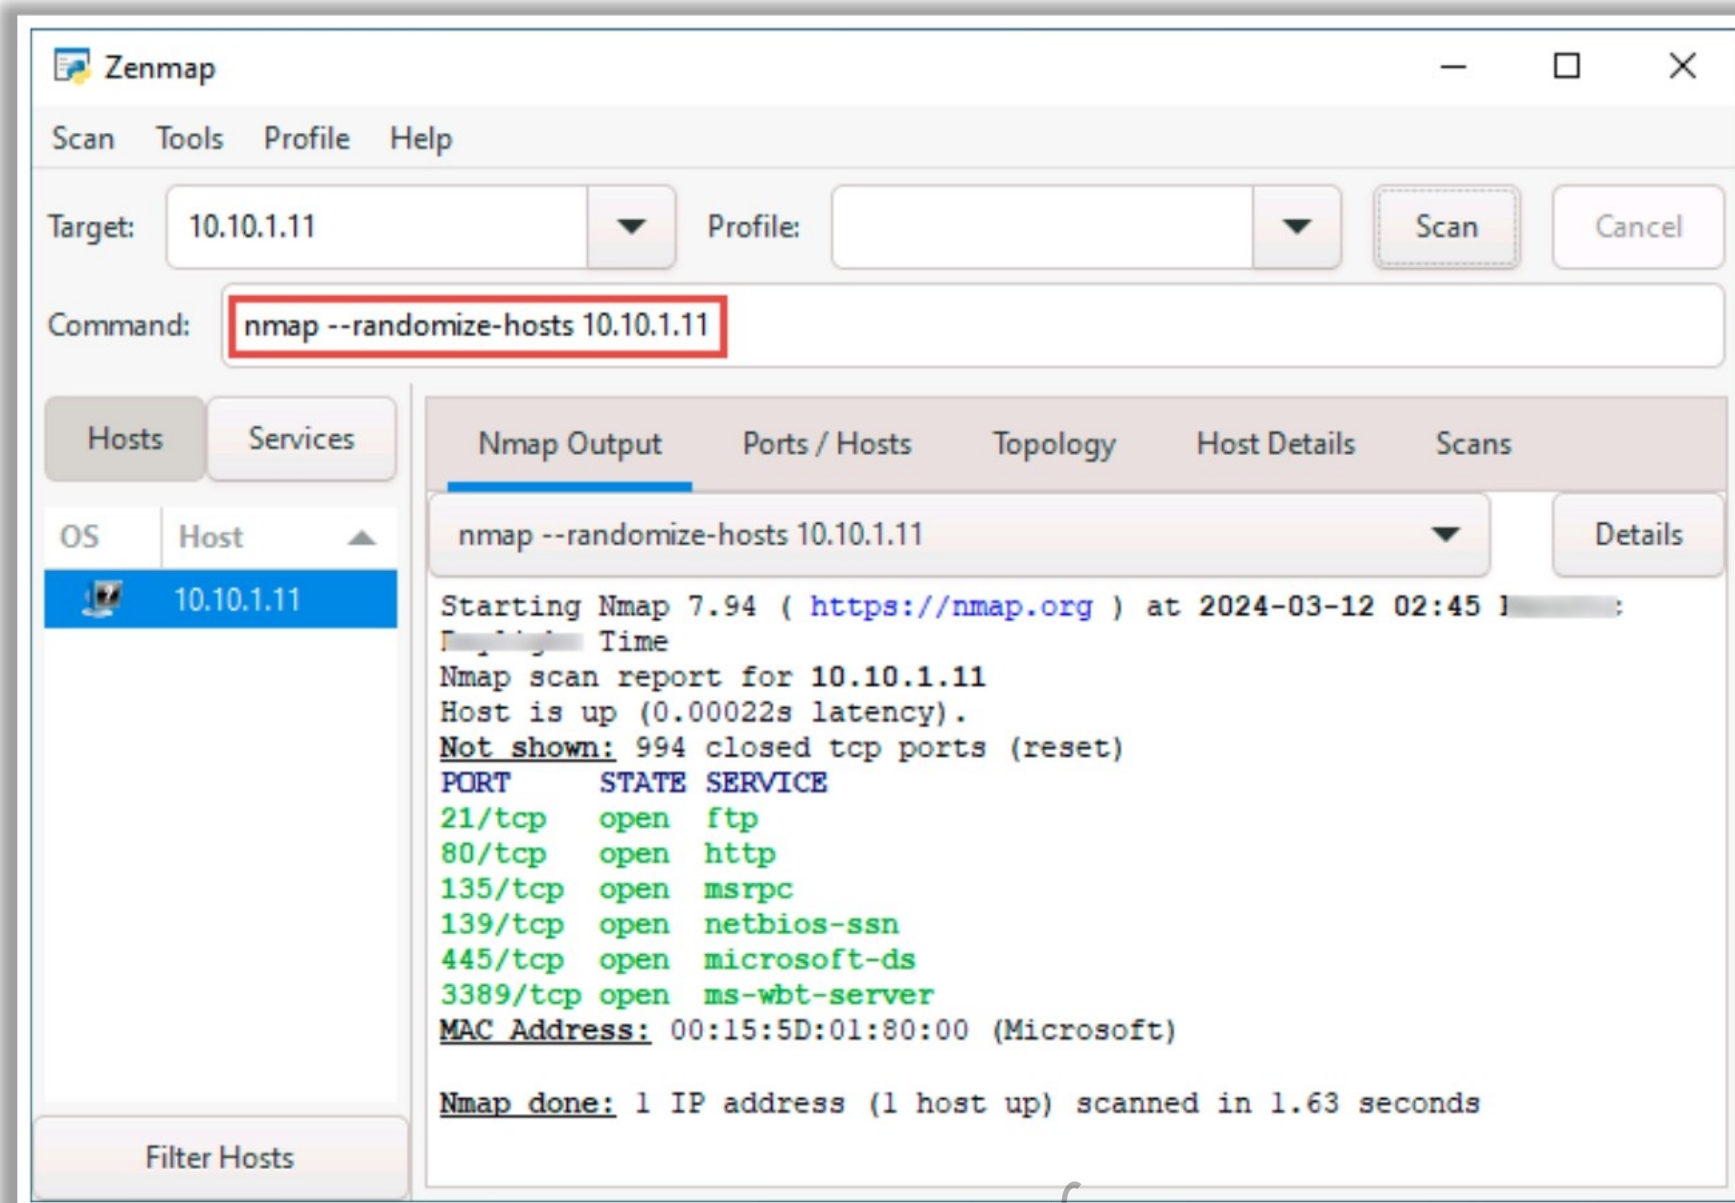 Zenmap
Scan Tools Profile Help
Target: 10.10.1.11 Profile: Scan Cancel
Command: nmap --randomize-hosts 10.10.1.11
Hosts Services
Nmap Output Ports / Hosts Topology Host Details Scans
OS Host
nmap --randomize-hosts 10.10.1.11 Details
10.10.1.11
Starting Nmap 7.94 ( https://nmap.org ) at 2024-03-12 02:45
Time
Nmap scan report for 10.10.1.11
Host is up (0.00022s latency).
Not shown: 994 closed tcp ports (reset)
PORT STATE SERVICE
21/tcp open ftp
80/tcp open http
135/tcp open msrpc
139/tcp open netbios-ssn
445/tcp open microsoft-ds
3389/tcp open ms-wbt-server
MAC Address: 00:15:5D:01:80:00 (Microsoft)
Nmap done: 1 IP address (1 host up) scanned in 1.63 seconds
Filter Hosts